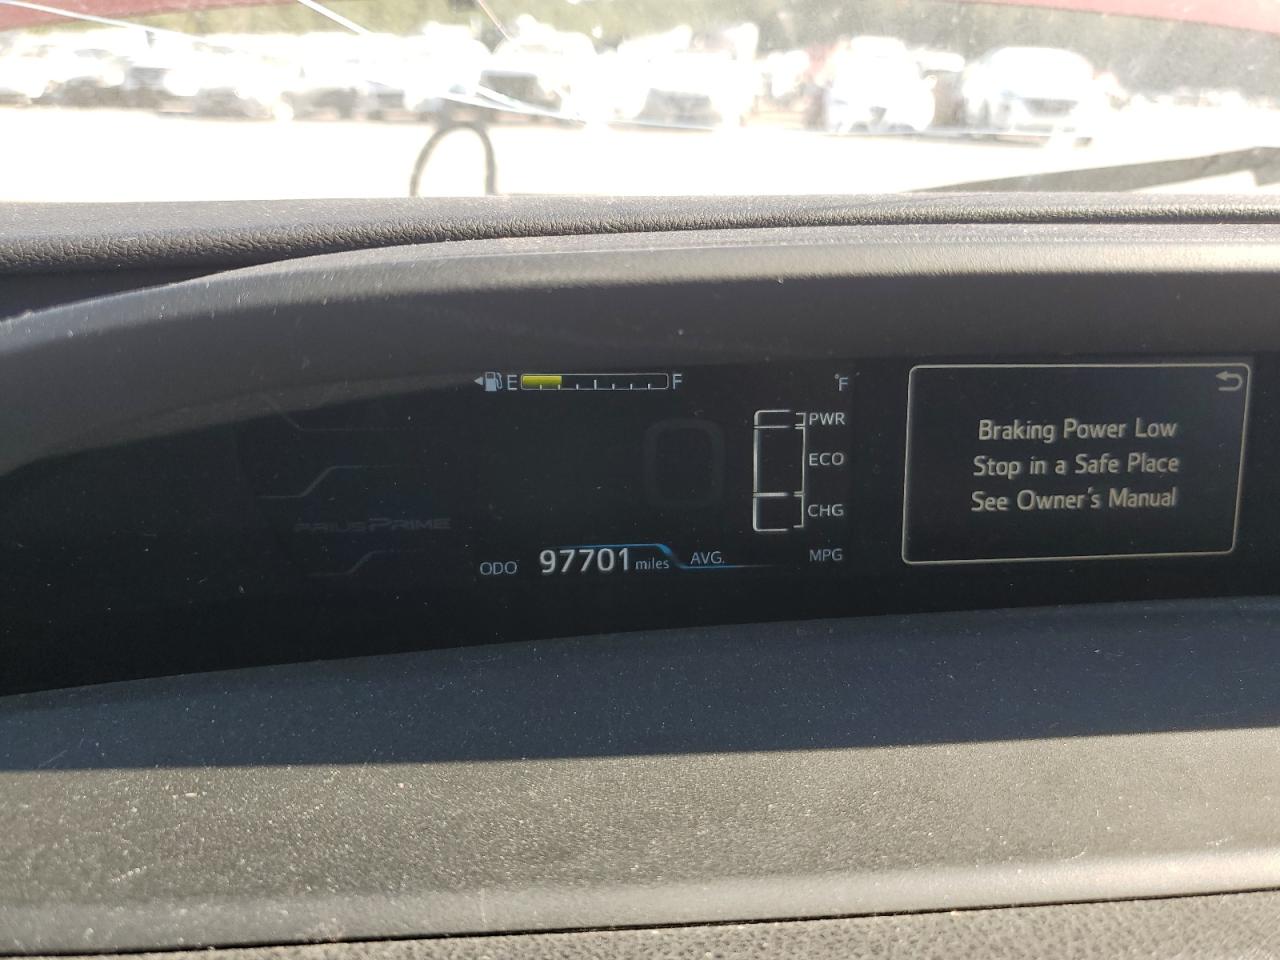 E F
°F
PWR
ECO
CHG
PRIUS PRIME
ODO 97701 miles AVG. MPG
Braking Power Low
Stop in a Safe Place
See Owner's Manual